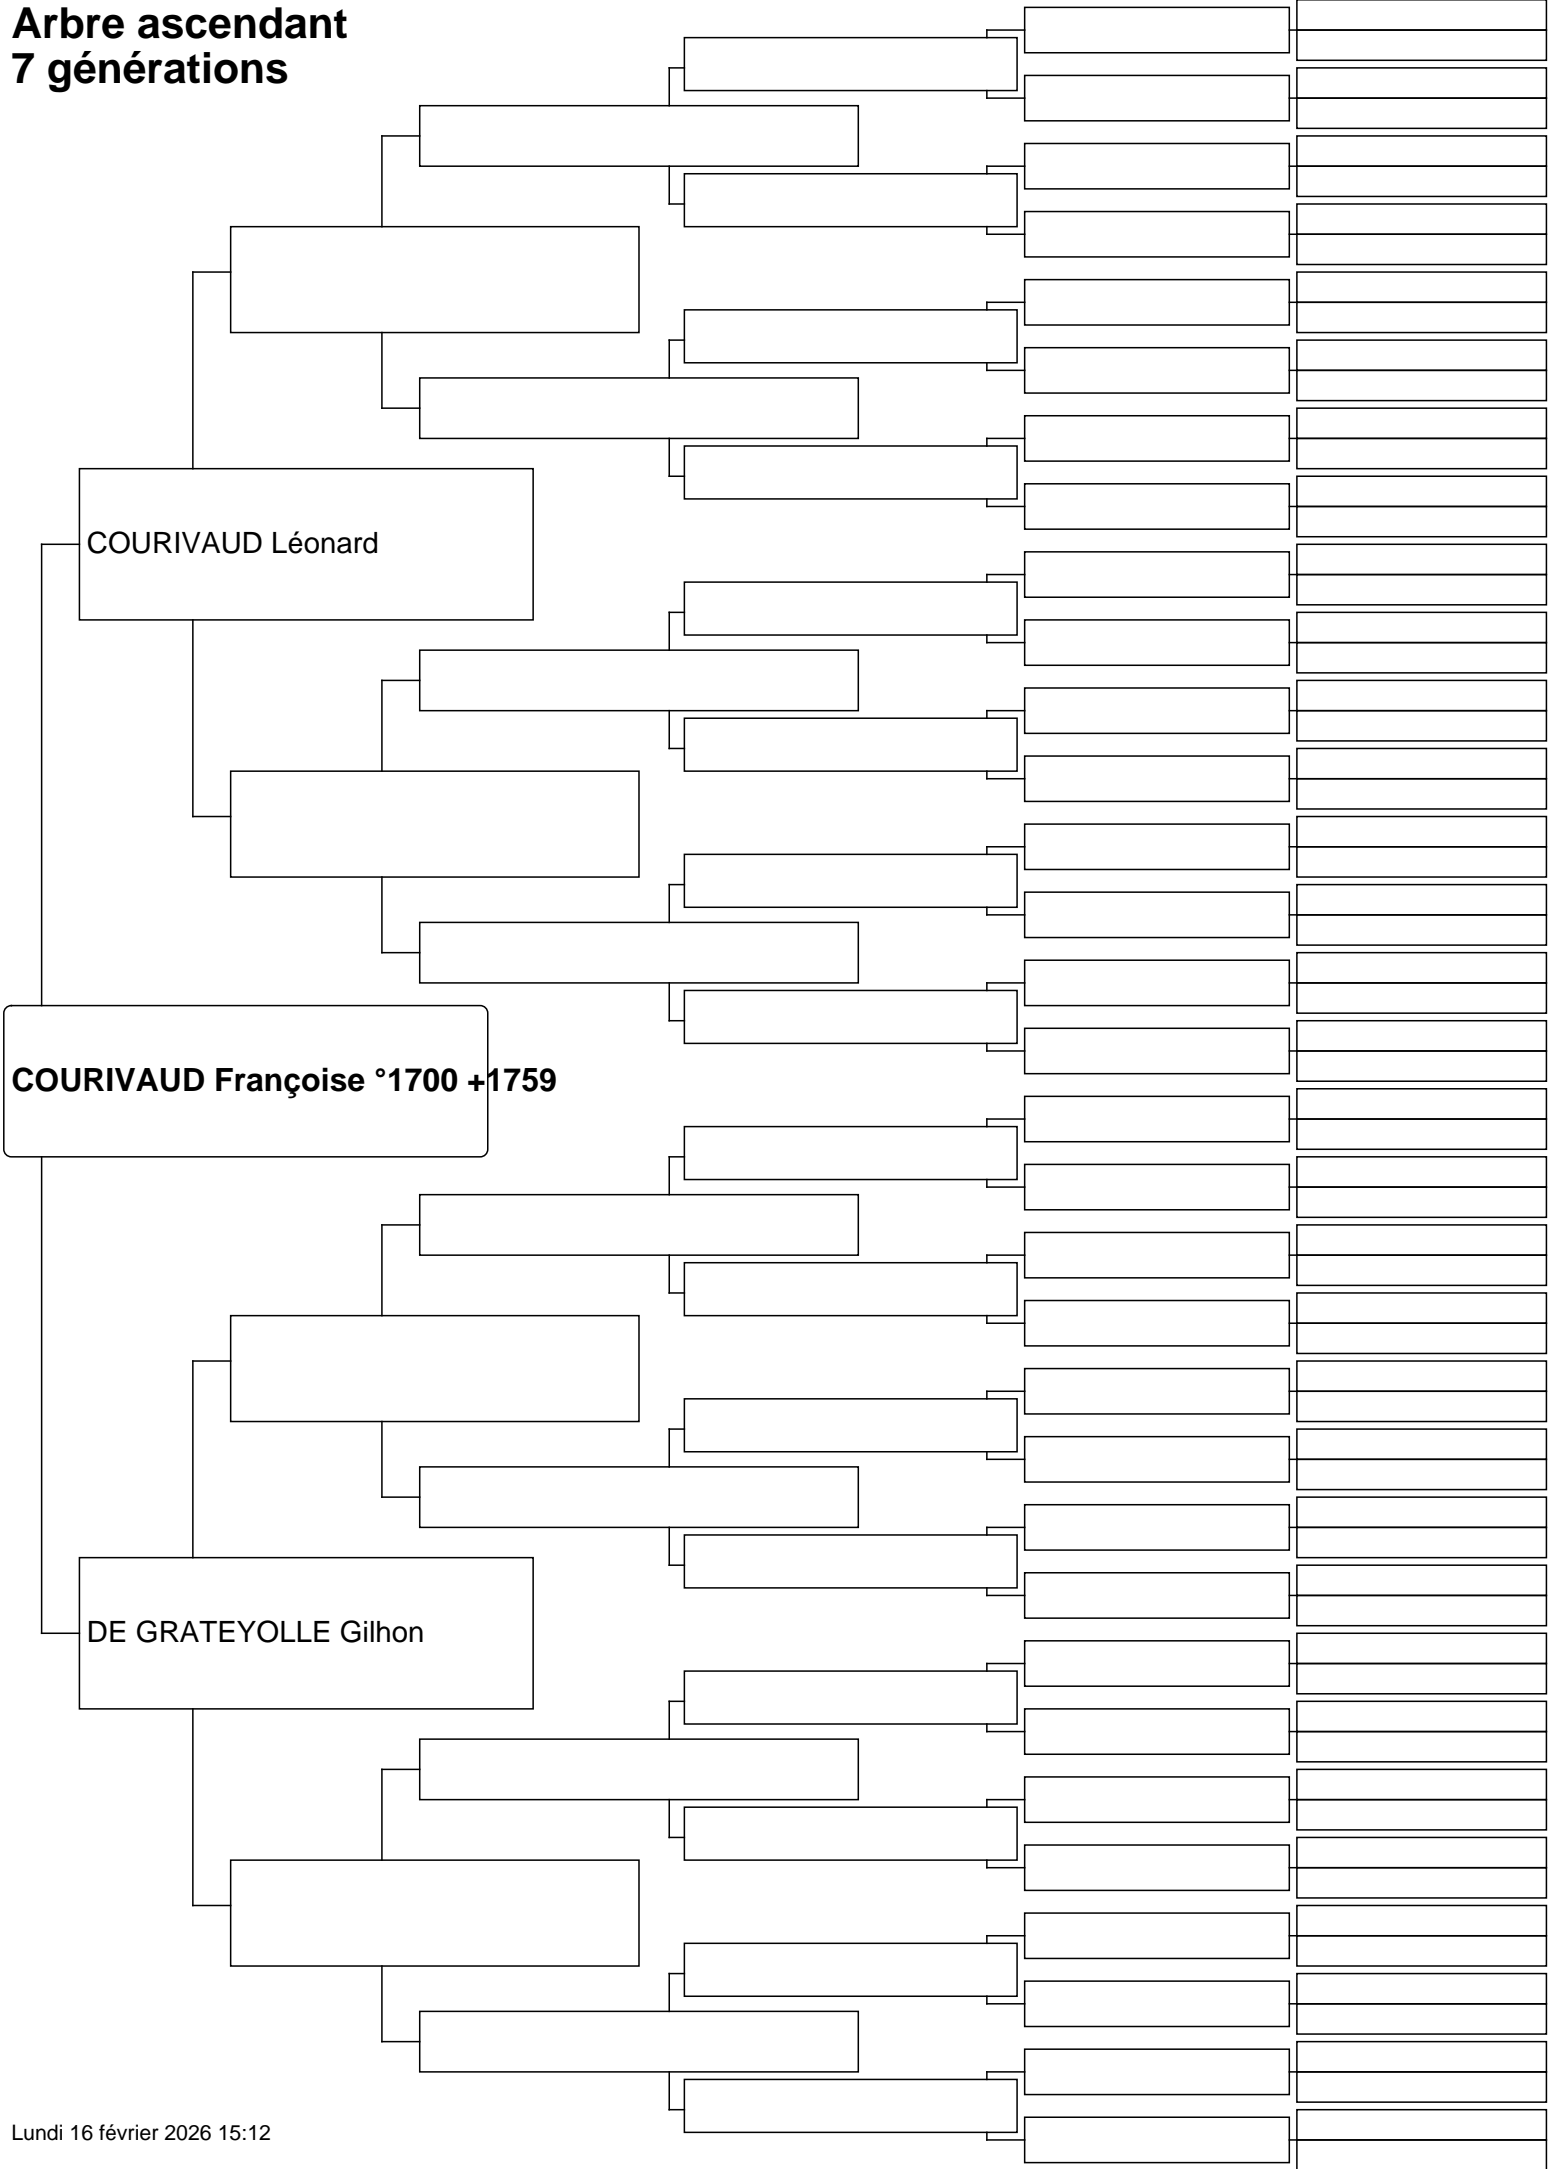 Arbre ascendant
7 générations
COURIVAUD Léonard
COURIVAUD Françoise °1700 +1759
DE GRATEYOLLE Gilhon
Lundi 16 février 2026 15:12